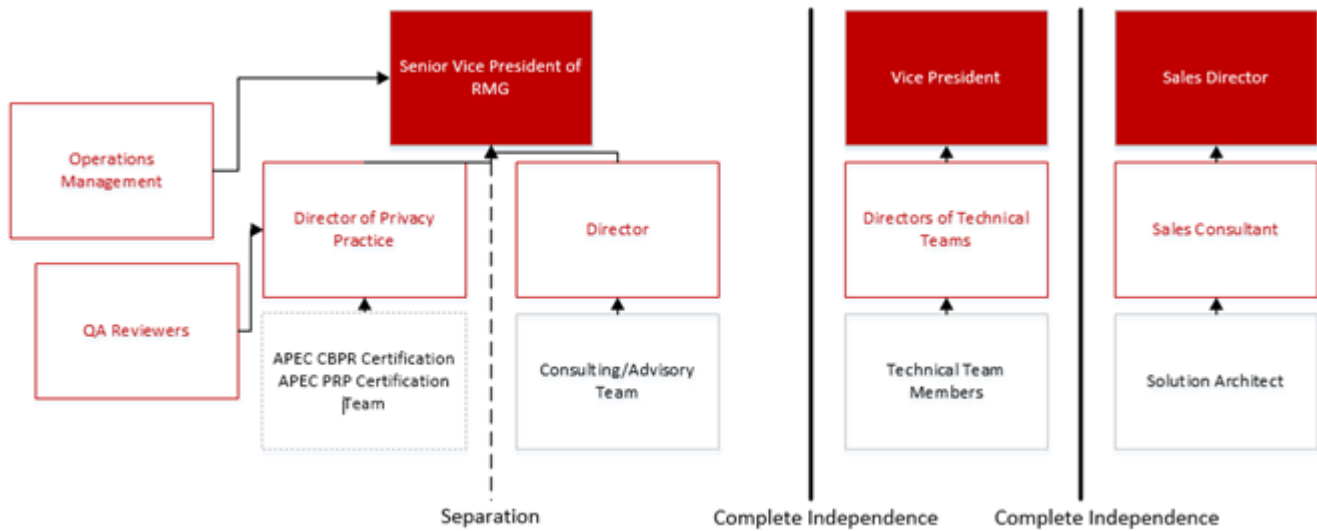 Senior Vice President of
RMG
Vice President
Sales Director
Operations
Management
Director of Privacy
Practice
Director
Directors of Technical
Teams
Sales Consultant
QA Reviewers
APEC CBPR Certification
APEC PRP Certification
Team
Consulting/Advisory
Team
Technical Team
Members
Solution Architect
Separation
Complete Independence
Complete Independence